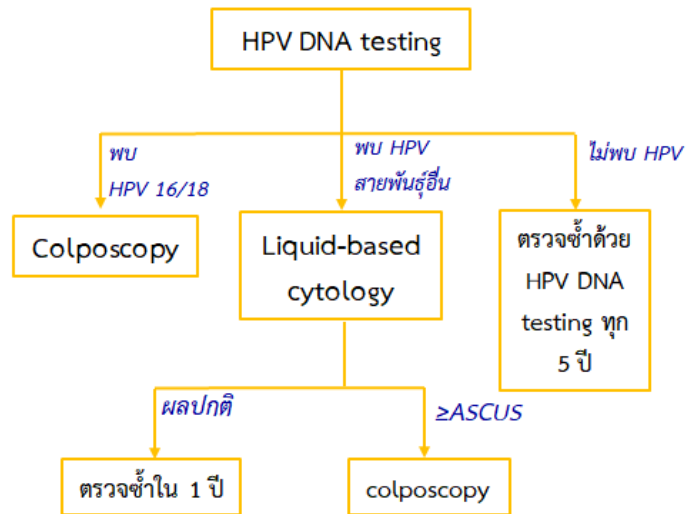 HPV DNA testing
พบ
HPV 16/18
พบ HPV
สายพันธุ์อื่น
ไม่พบ HPV
Colposcopy
Liquid-based
cytology
ตรวจซ้ำด้วย
HPV DNA
testing ทุก
5 ปี
ผลปกติ
≥ASCUS
ตรวจซ้ำใน 1 ปี
colposcopy